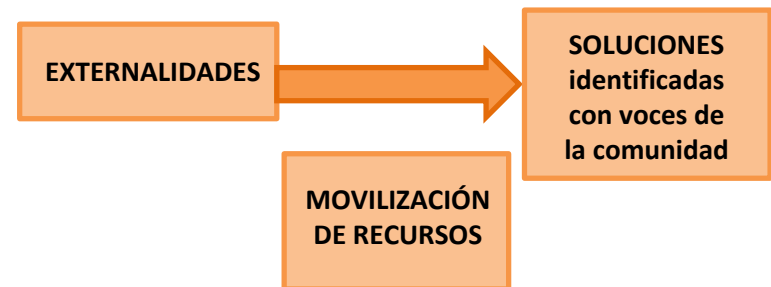 EXTERNALIDADES
SOLUCIONES
identificadas
con voces de
la comunidad
MOVILIZACIÓN
DE RECURSOS